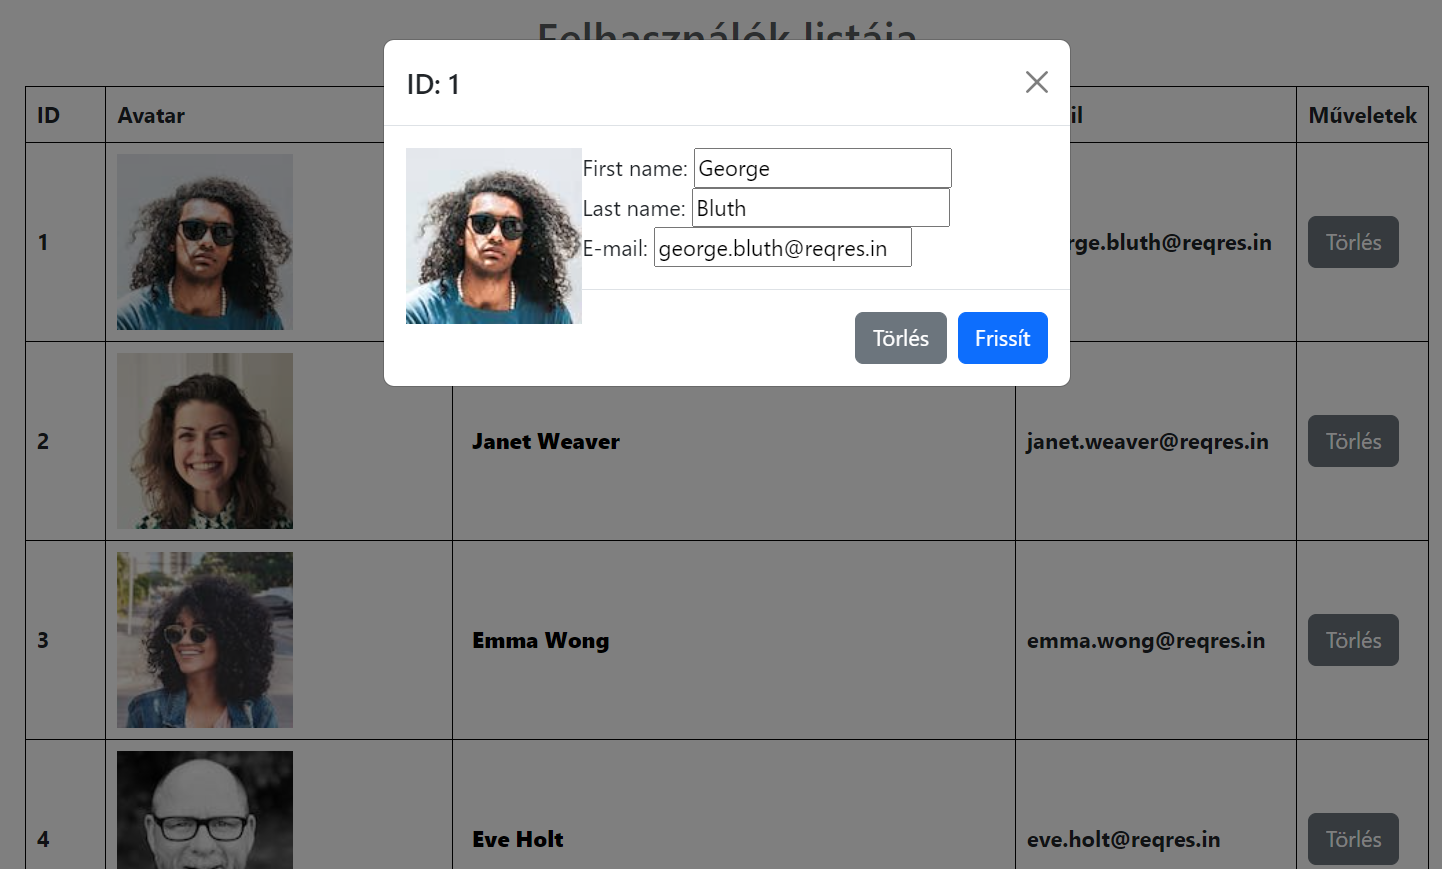 Felhasználók listája
ID: 1
ID Avatar il Műveletek
First name: George
Last name: Bluth
E-mail: george.bluth@reqres.in
1 rge.bluth@reqres.in Törlés
Törlés Frissít
2 Janet Weaver janet.weaver@reqres.in Törlés
3 Emma Wong emma.wong@reqres.in Törlés
4 Eve Holt eve.holt@reqres.in Törlés